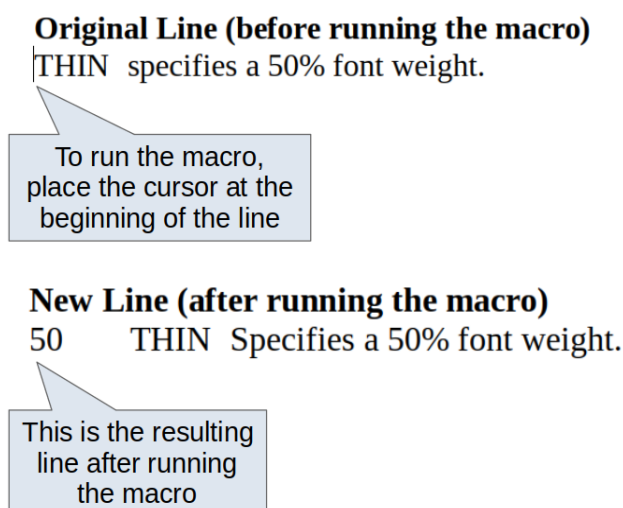 Original Line (before running the macro)
THIN specifies a 50% font weight.
To run the macro,
place the cursor at the
beginning of the line
New Line (after running the macro)
50 THIN Specifies a 50% font weight.
This is the resulting
line after running
the macro